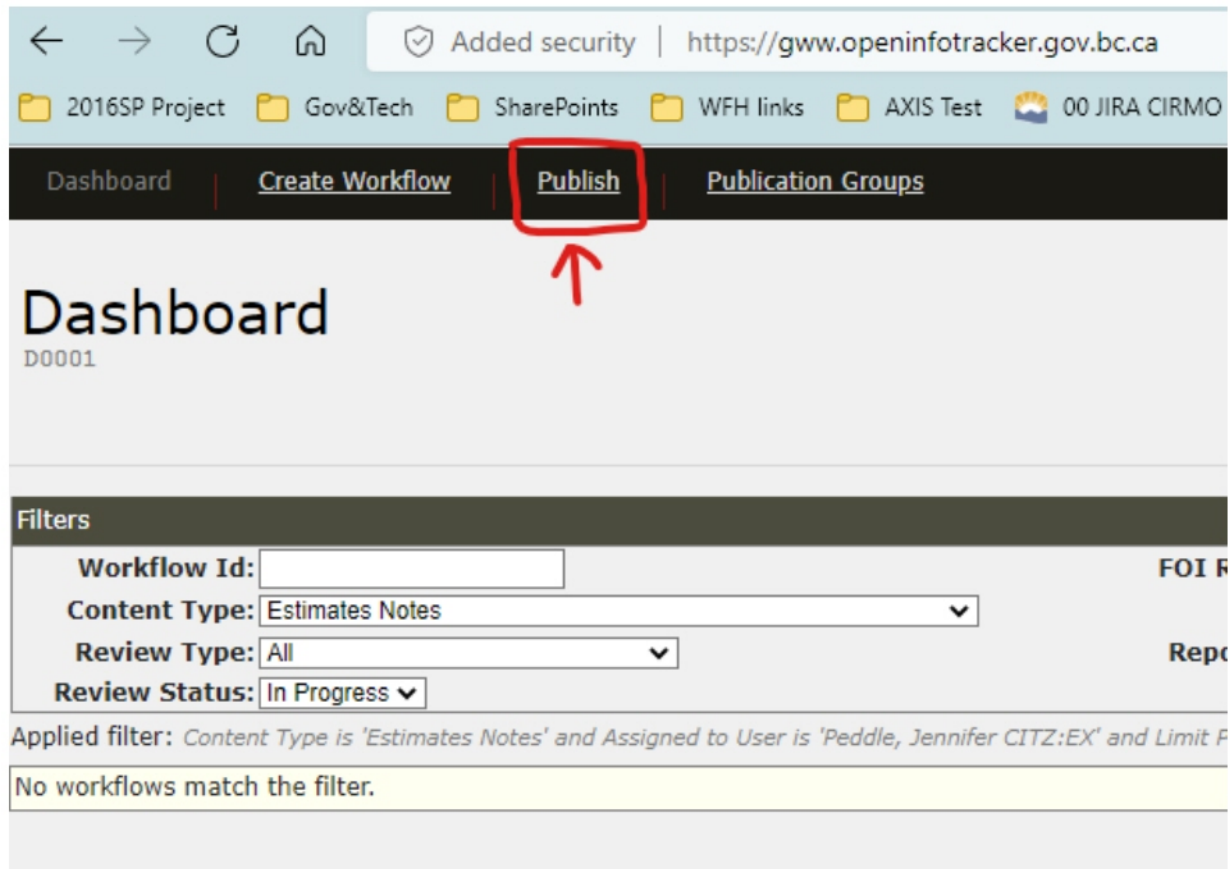 Added security | https://gww.openinfotracker.gov.bc.ca
2016SP Project Gov&Tech SharePoints WFH links AXIS Test 00 JIRA CIRMO
Dashboard | Create Workflow | Publish | Publication Groups
Dashboard
D0001
Filters
Workflow Id: FOI R
Content Type: Estimates Notes
Review Type: All Repo
Review Status: In Progress
Applied filter: Content Type is 'Estimates Notes' and Assigned to User is 'Peddle, Jennifer CITZ:EX' and Limit
No workflows match the filter.